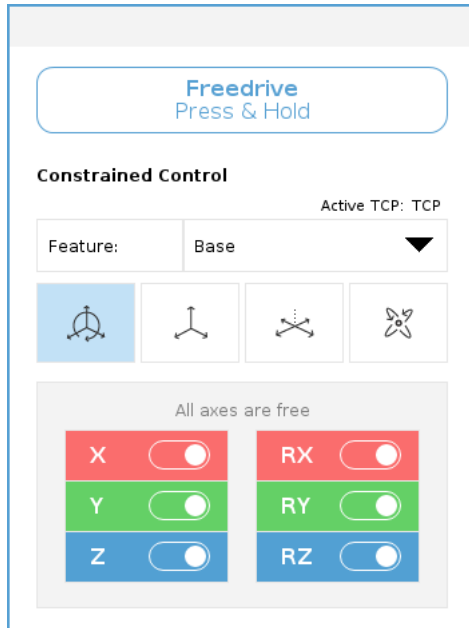 Freedrive
Press & Hold
Constrained Control
Active TCP: TCP
Feature: Base
All axes are free
X RX
Y RY
Z RZ